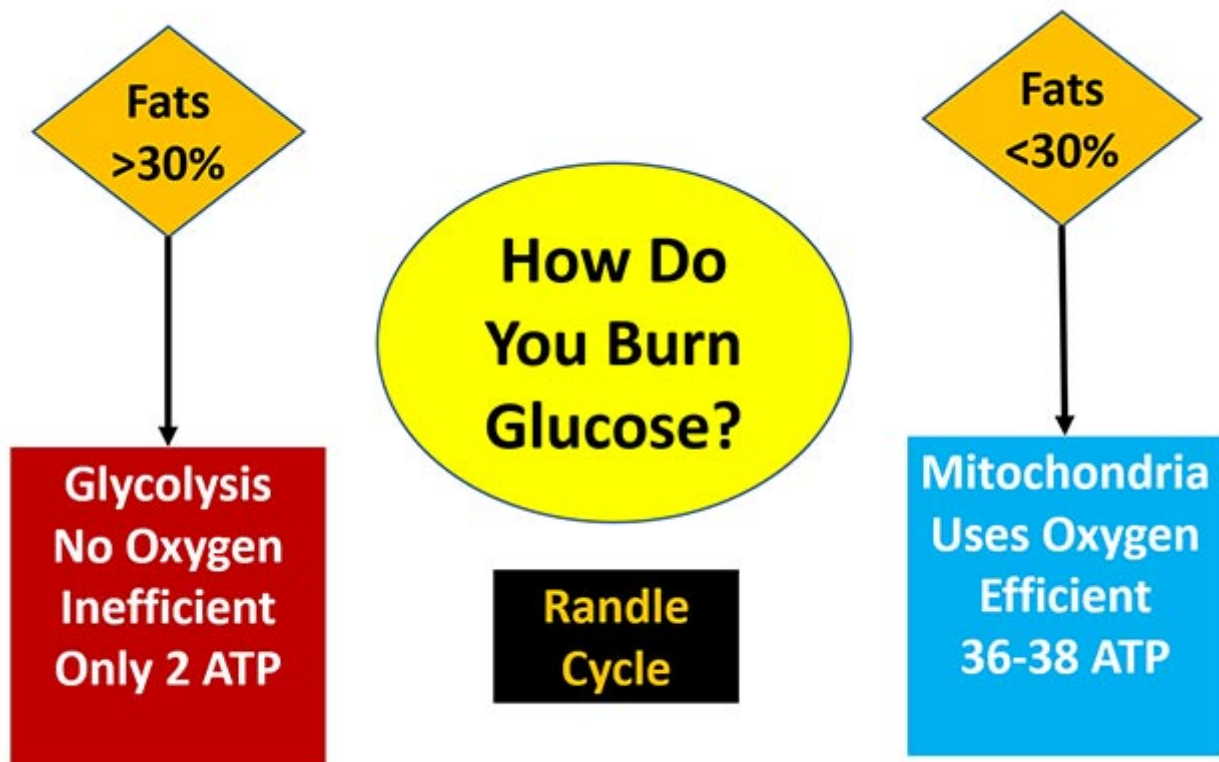 Fats
>30%
Fats
<30%
How Do
You Burn
Glucose?
Glycolysis
No Oxygen
Inefficient
Only 2 ATP
Randle
Cycle
Mitochondria
Uses Oxygen
Efficient
36-38 ATP